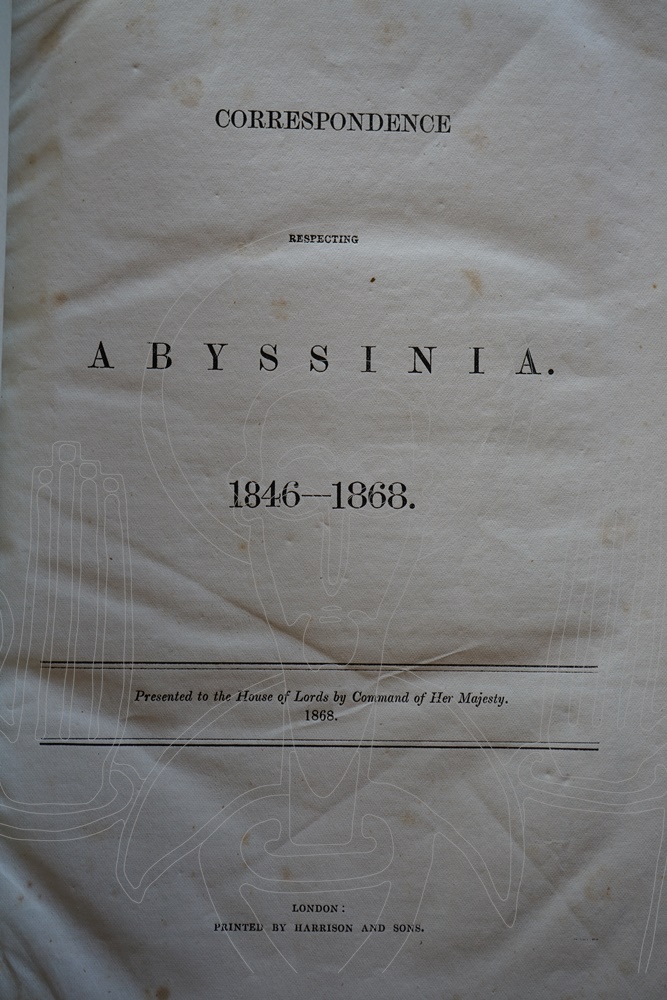 CORRESPONDENCE
RESPECTING
ABYSSINIA.
1846—1868.
Presented to the House of Lords by Command of Her Majesty.
1868.
LONDON:
PRINTED BY HARRISON AND SONS.